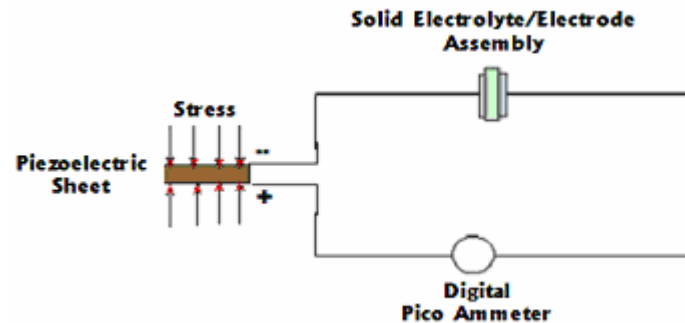 Solid Electrolyte/Electrode
Assembly
Stress
Piezoelectric
Sheet
--
+
Digital
Pico Ammeter